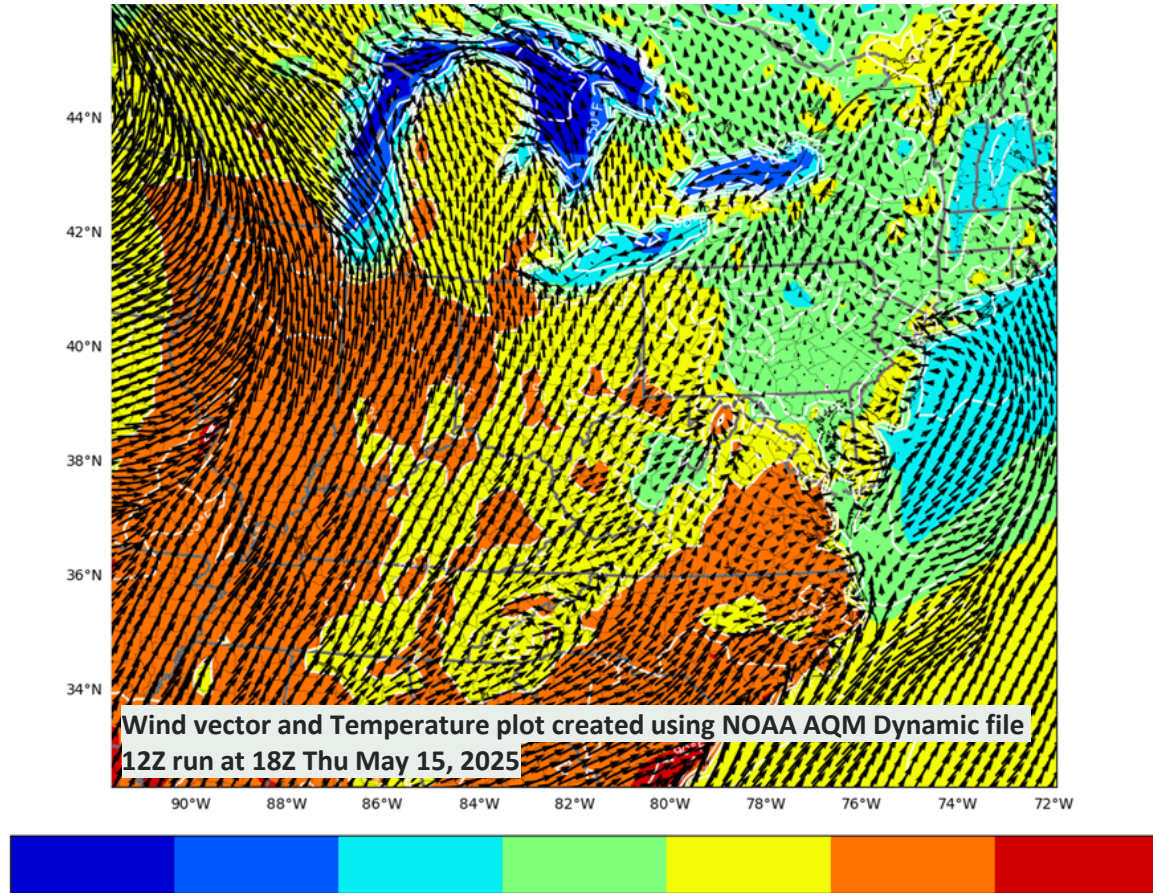 44°N
42°N
40°N
38°N
36°N
34°N
Wind vector and Temperature plot created using NOAA AQM Dynamic file
12Z run at 18Z Thu May 15, 2025
90°W 88°W 86°W 84°W 82°W 80°W 78°W 76°W 74°W 72°W